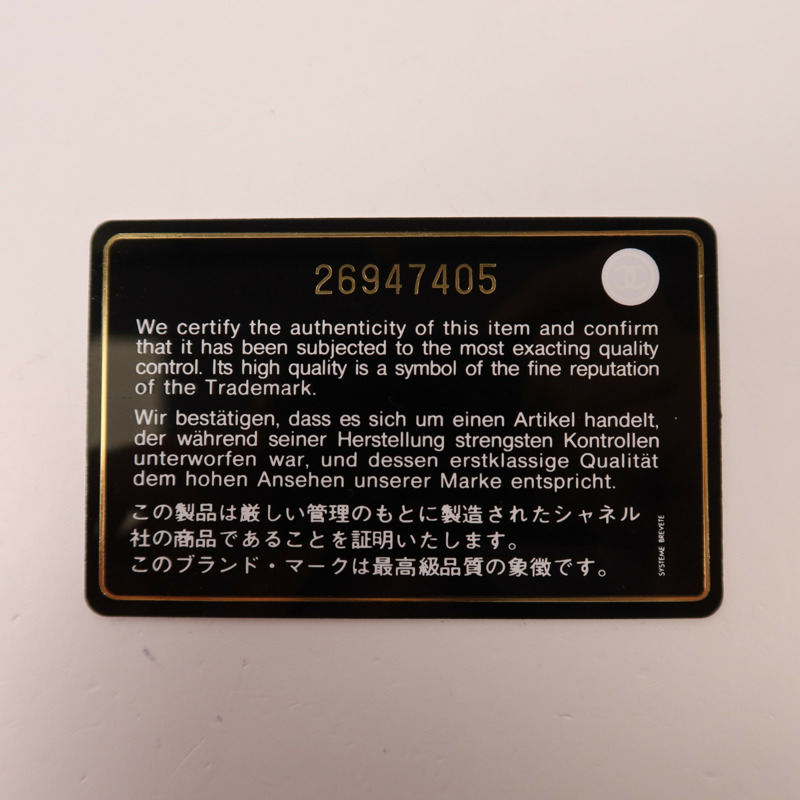 26947405
We certify the authenticity of this item and confirm
that it has been subjected to the most exacting quality
control. Its high quality is a symbol of the fine reputation
of the Trademark.
Wir bestätigen, dass es sich um einen Artikel handelt,
der während seiner Herstellung strengsten Kontrollen
unterworfen war, und dessen erstklassige Qualität
dem hohen Ansehen unserer Marke entspricht.
この製品は厳しい管理のもとに製造されたシャネル
社の商品であることを証明いたします。
このブランド・マークは最高級品質の象徴です。
SYSTEME BREVETE